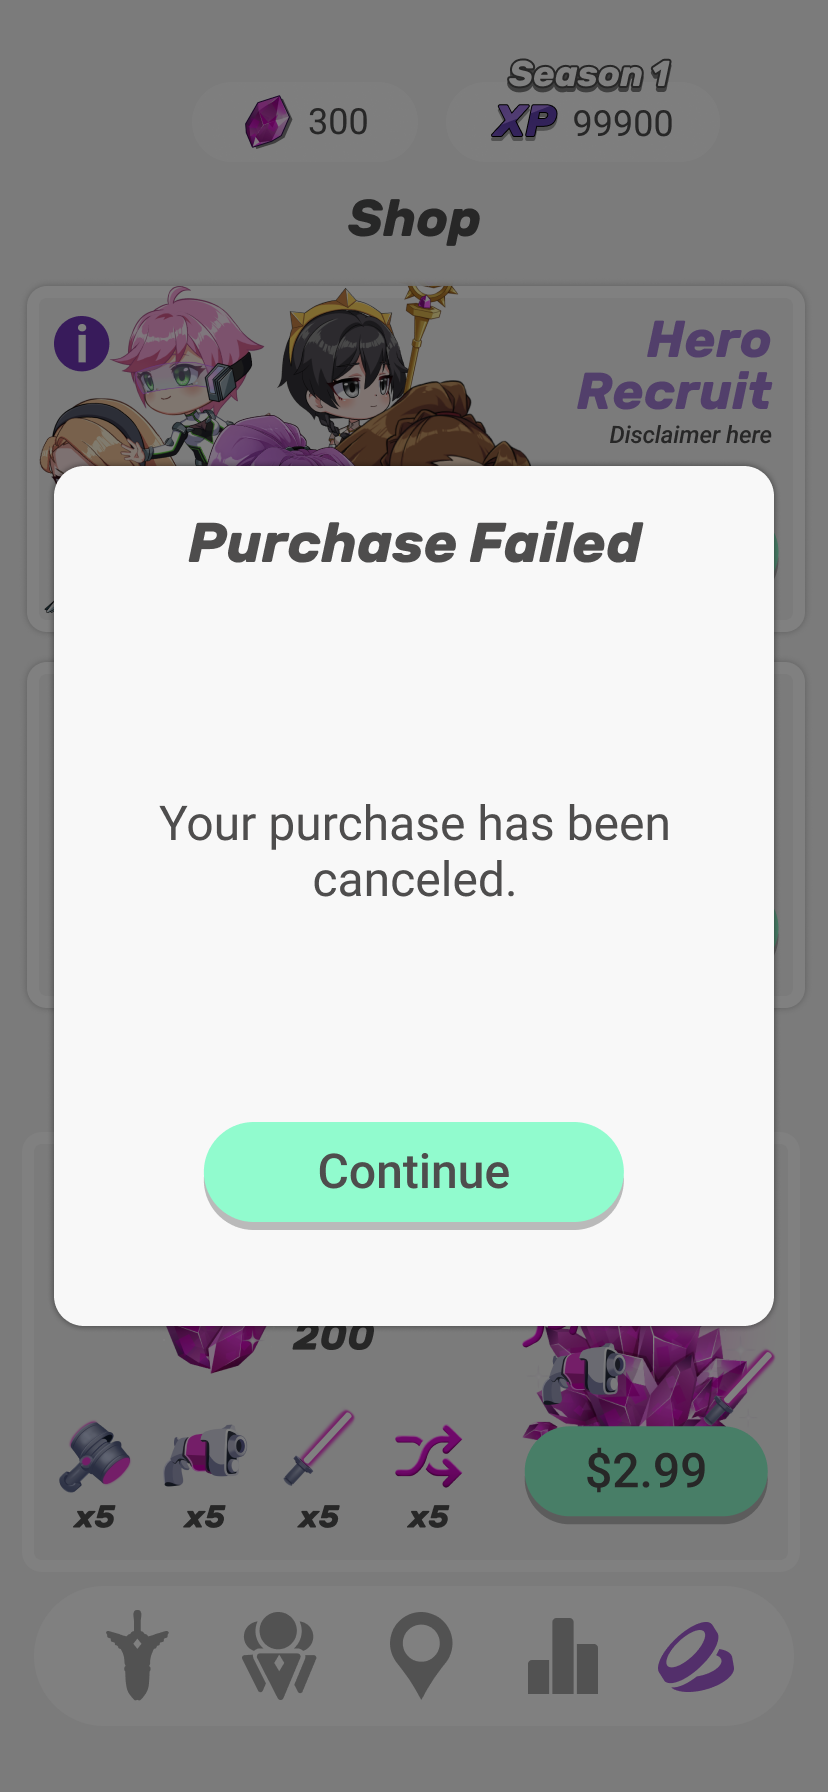 Season 1
300
XP 99900
Shop
i
Hero
Recruit
Disclaimer here
Purchase Failed
Your purchase has been
canceled.
Continue
200
$2.99
x5 x5 x5 x5